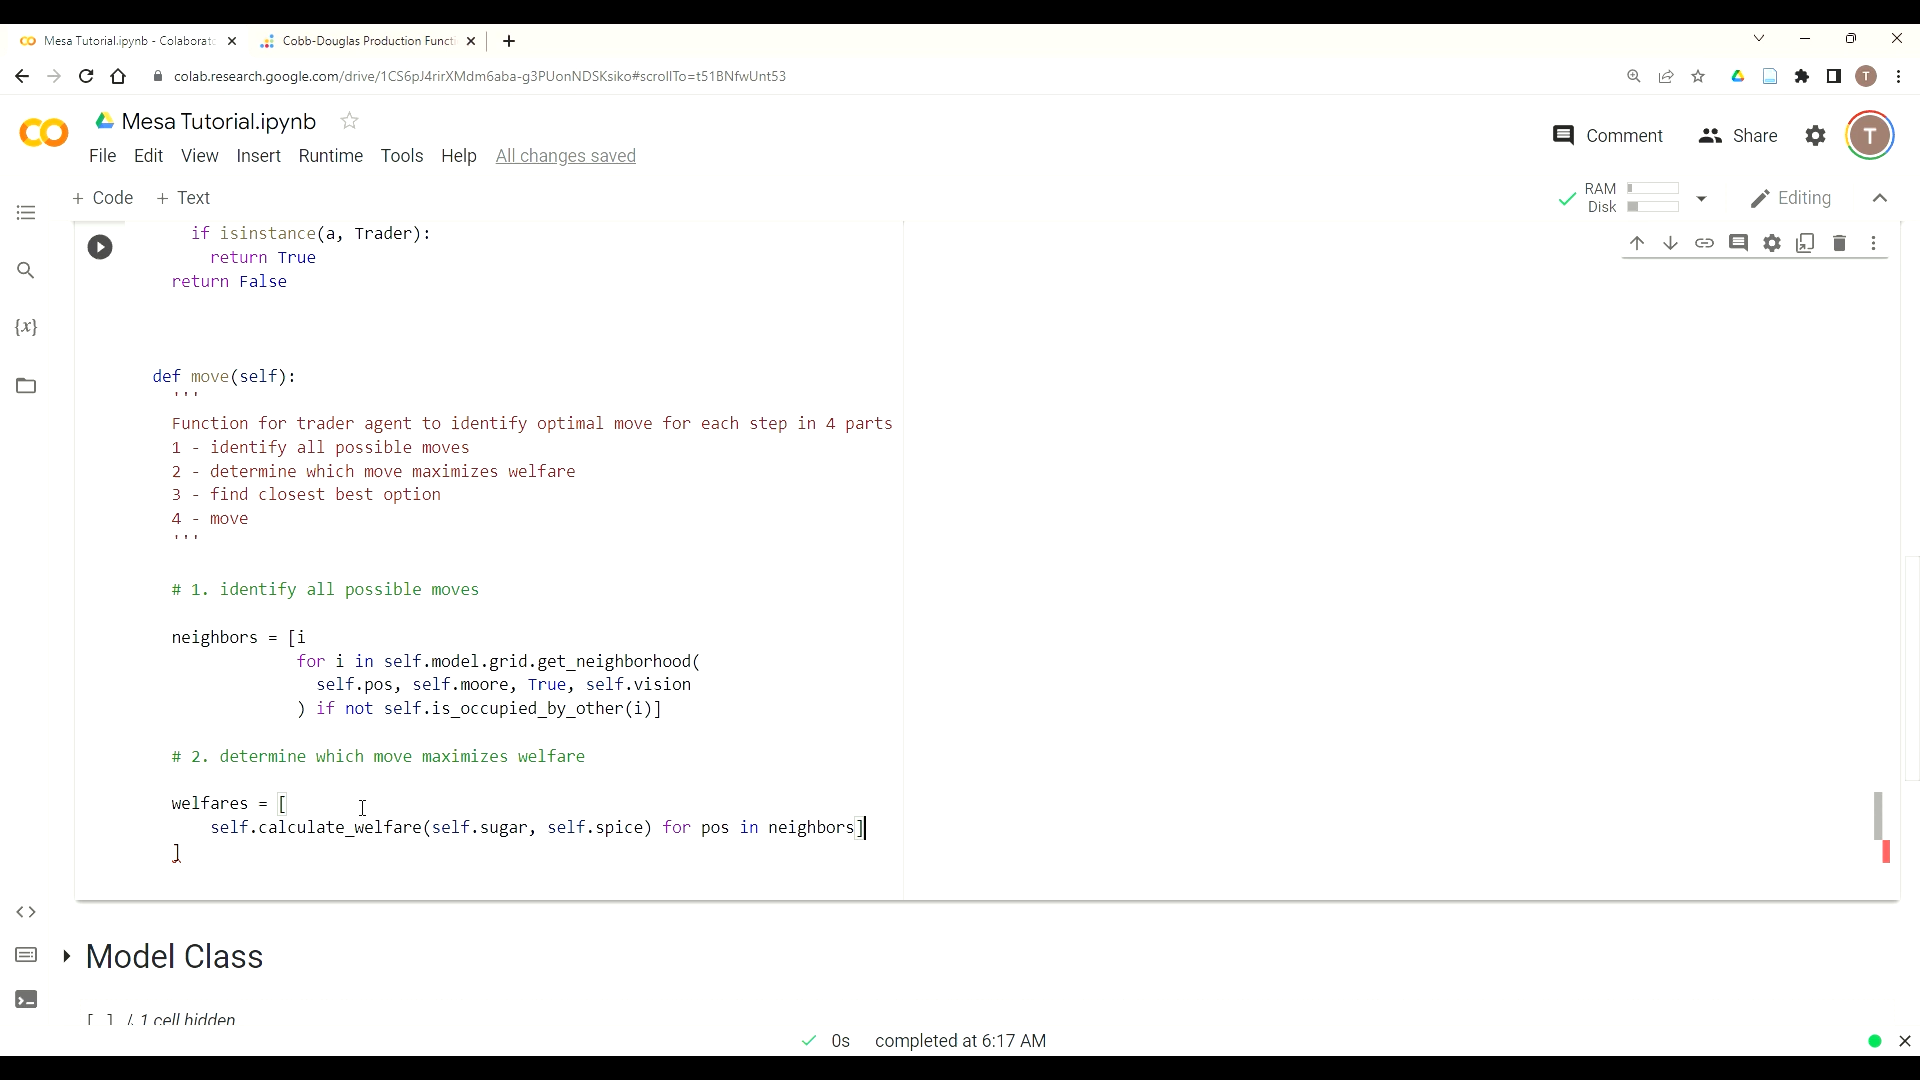 Mesa Tutorial.ipynb - Colaborato
Cobb-Douglas Production Functi
colab.research.google.com/drive/1CS6pJ4rirXMdm6aba-g3PUonNDSKsiko#scrollTo=t51BNfwUnt53
T
Mesa Tutorial.ipynb
Comment
Share
T
File Edit View Insert Runtime Tools Help All changes saved
+ Code + Text
RAM
Disk
Editing
{x}
if isinstance(a, Trader):
return True
return False
def move(self):
'''
Function for trader agent to identify optimal move for each step in 4 parts
1 - identify all possible moves
2 - determine which move maximizes welfare
3 - find closest best option
4 - move
'''
# 1. identify all possible moves
neighbors = [i
for i in self.model.grid.get_neighborhood(
self.pos, self.moore, True, self.vision
) if not self.is_occupied_by_other(i)]
# 2. determine which move maximizes welfare
welfares = [
self.calculate_welfare(self.sugar, self.spice) for pos in neighbors]
]
Model Class
[ ] 1 cell hidden
0s completed at 6:17 AM